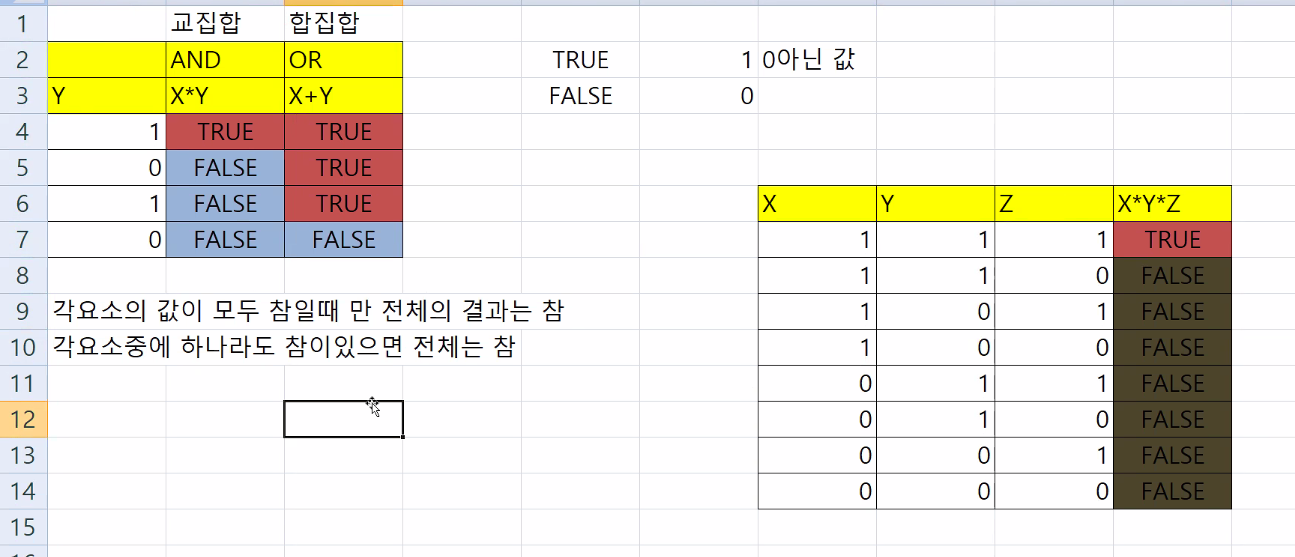 1 교집합 합집합
2 AND OR TRUE 1 0아닌 값
3 Y X*Y X+Y FALSE 0
4 1 TRUE TRUE
5 0 FALSE TRUE
6 1 FALSE TRUE X Y Z X*Y*Z
7 0 FALSE FALSE 1 1 1 TRUE
8 1 1 0 FALSE
9 각요소의 값이 모두 참일때 만 전체의 결과는 참 1 0 1 FALSE
10 각요소중에 하나라도 참이있으면 전체는 참 1 0 0 FALSE
11 0 1 1 FALSE
12 0 1 0 FALSE
13 0 0 1 FALSE
14 0 0 0 FALSE
15